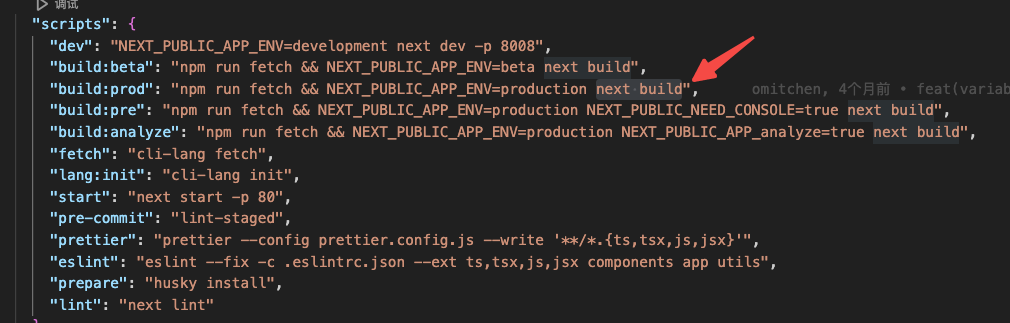 调试
"scripts": {
"dev": "NEXT_PUBLIC_APP_ENV=development next dev -p 8008",
"build:beta": "npm run fetch && NEXT_PUBLIC_APP_ENV=beta next build",
"build:prod": "npm run fetch && NEXT_PUBLIC_APP_ENV=production next build", omitchen, 4个月前 • feat(variab
"build:pre": "npm run fetch && NEXT_PUBLIC_APP_ENV=production NEXT_PUBLIC_NEED_CONSOLE=true next build",
"build:analyze": "npm run fetch && NEXT_PUBLIC_APP_ENV=production NEXT_PUBLIC_APP_analyze=true next build",
"fetch": "cli-lang fetch",
"lang:init": "cli-lang init",
"start": "next start -p 80",
"pre-commit": "lint-staged",
"prettier": "prettier --config prettier.config.js --write '**/*.{ts,tsx,js,jsx}'",
"eslint": "eslint --fix -c .eslintrc.json --ext ts,tsx,js,jsx components app utils",
"prepare": "husky install",
"lint": "next lint"